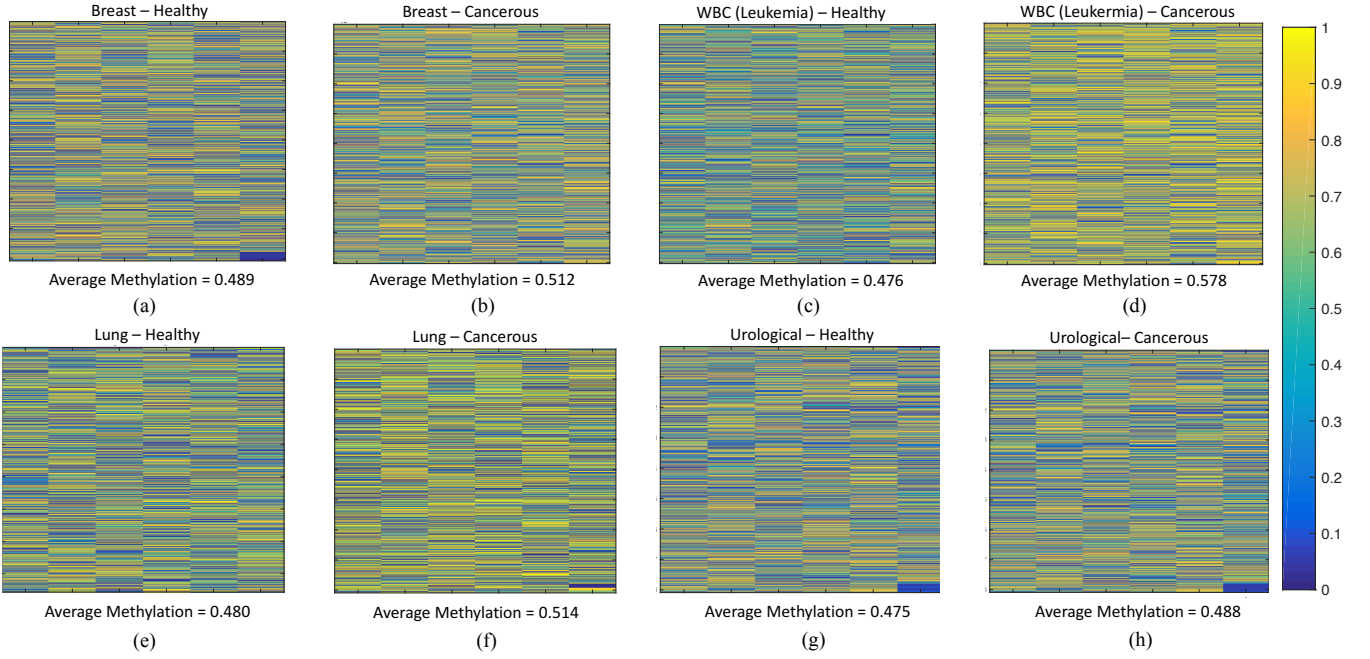 Breast – Healthy
Breast – Cancerous
WBC (Leukemia) – Healthy
WBC (Leukermia) – Cancerous
Average Methylation = 0.489
Average Methylation = 0.512
Average Methylation = 0.476
Average Methylation = 0.578
(a)
(b)
(c)
(d)
Lung – Healthy
Lung – Cancerous
Urological – Healthy
Urological– Cancerous
Average Methylation = 0.480
Average Methylation = 0.514
Average Methylation = 0.475
Average Methylation = 0.488
(e)
(f)
(g)
(h)
1
0.9
0.8
0.7
0.6
0.5
0.4
0.3
0.2
0.1
0